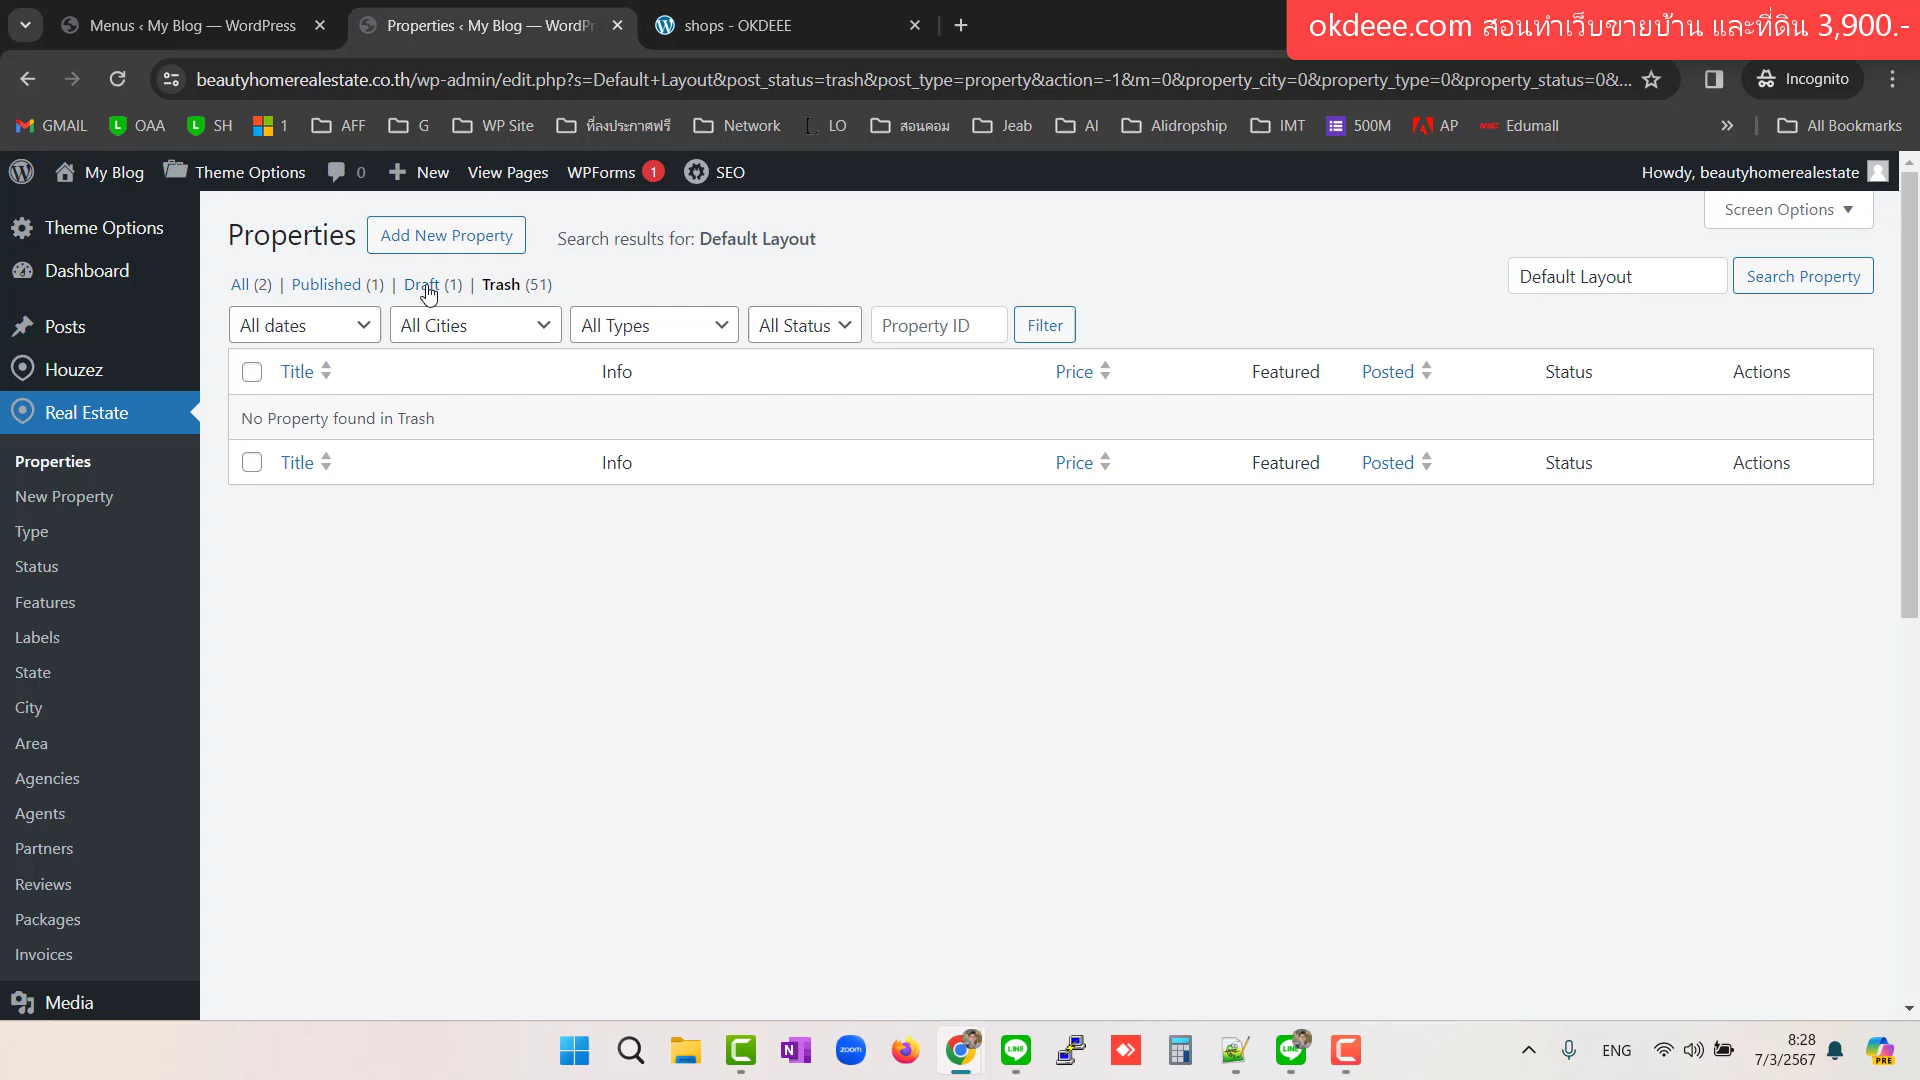 Menus ‹ My Blog — WordPress
Properties ‹ My Blog — WordPr
shops - OKDEEE
okdeee.com สอนทำเว็บขายบ้าน และที่ดิน 3,900.-
beautyhomerealestate.co.th/wp-admin/edit.php?s=Default+Layout&post_status=trash&post_type=property&action=-1&m=0&property_city=0&property_type=0&property_status=0&...
Incognito
GMAIL
OAA
SH
1
AFF
G
WP Site
ที่ลงประกาศฟรี
Network
LO
สอนคอม
Jeab
AI
Alidropship
IMT
500M
AP
Edumall
All Bookmarks
My Blog
Theme Options
0
New
View Pages
WPForms 1
SEO
Howdy, beautyhomerealestate
Theme Options
Dashboard
Posts
Houzez
Real Estate
Properties
New Property
Type
Status
Features
Labels
State
City
Area
Agencies
Agents
Partners
Reviews
Packages
Invoices
Media
Screen Options
Properties
Add New Property
Search results for: Default Layout
All (2) | Published (1) | Draft (1) | Trash (51)
Default Layout
Search Property
All dates
All Cities
All Types
All Status
Property ID
Filter
Title Info Price Featured Posted Status Actions
No Property found in Trash
Title Info Price Featured Posted Status Actions
zoom
LINE
LINE
ENG
8:28
7/3/2567
PRE